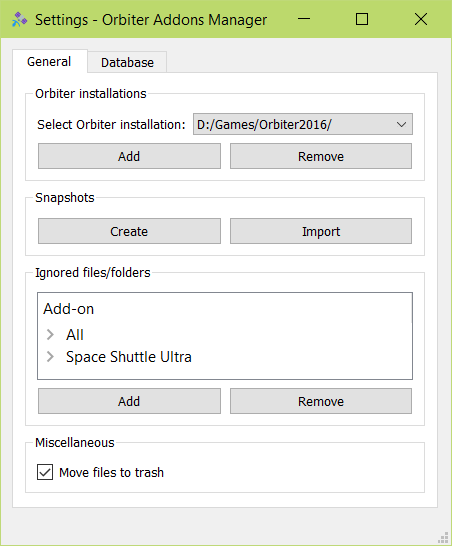 Settings - Orbiter Addons Manager
General Database
Orbiter installations
Select Orbiter installation: D:/Games/Orbiter2016/
Add Remove
Snapshots
Create Import
Ignored files/folders
Add-on
All
Space Shuttle Ultra
Add Remove
Miscellaneous
Move files to trash